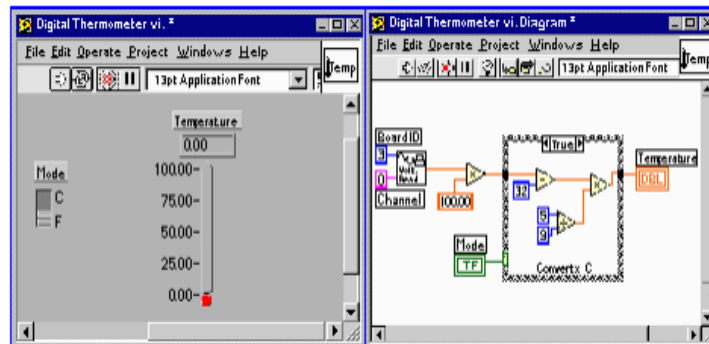 Digital Thermometer vi. *
File Edit Operate Project Windows Help
13pt Application Font
Temp
Temperature
0.00
Mode
C
F
100.00
75.00
50.00
25.00
0.00
Digital Thermometer vi.Diagram *
File Edit Operate Project Windows Help
13pt Application Font
Temp
Board ID
3
0
Channel
100.00
True
32
5
9
Convertx C
Mode
TF
Temperature
DBL